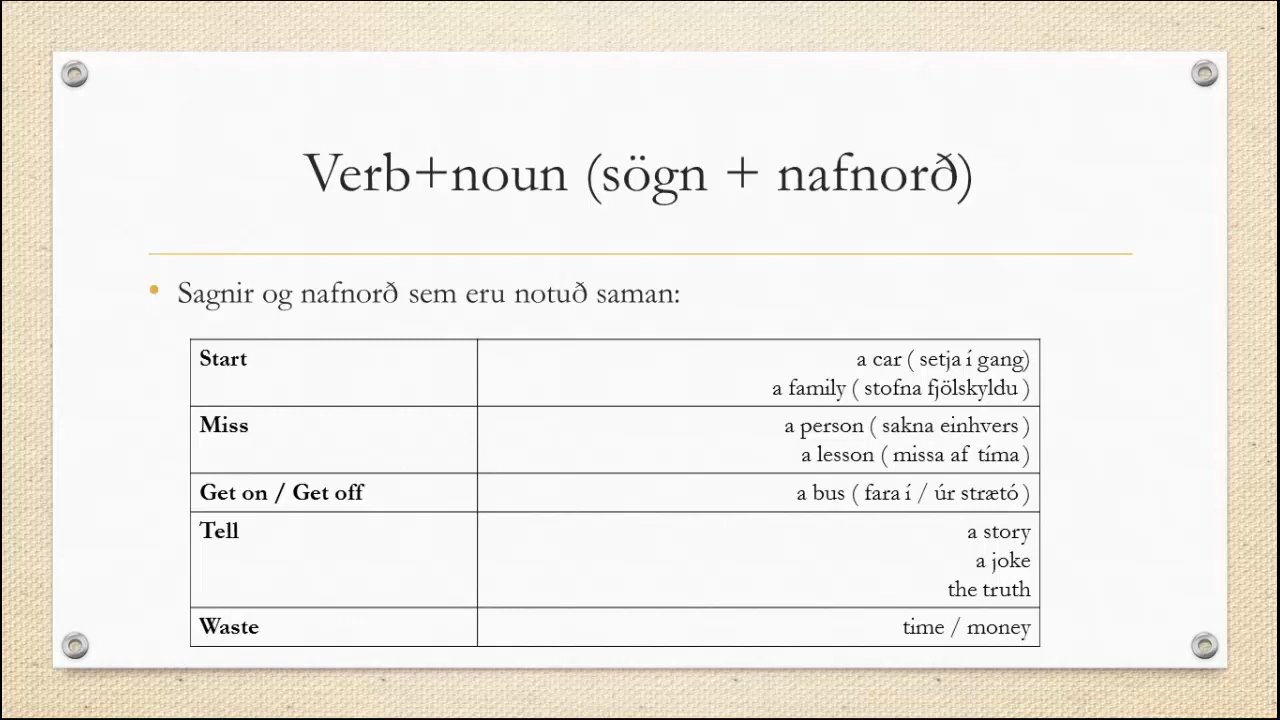 Verb+noun (sögn + nafnorð)
• Sagnir og nafnorð sem eru notuð saman:
Start
a car ( setja í gang)
a family ( stofna fjölskyldu )
Miss
a person ( sakna einhvers )
a lesson ( missa af tíma )
Get on / Get off
a bus ( fara í / úr strætó )
Tell
a story
a joke
the truth
Waste
time / money